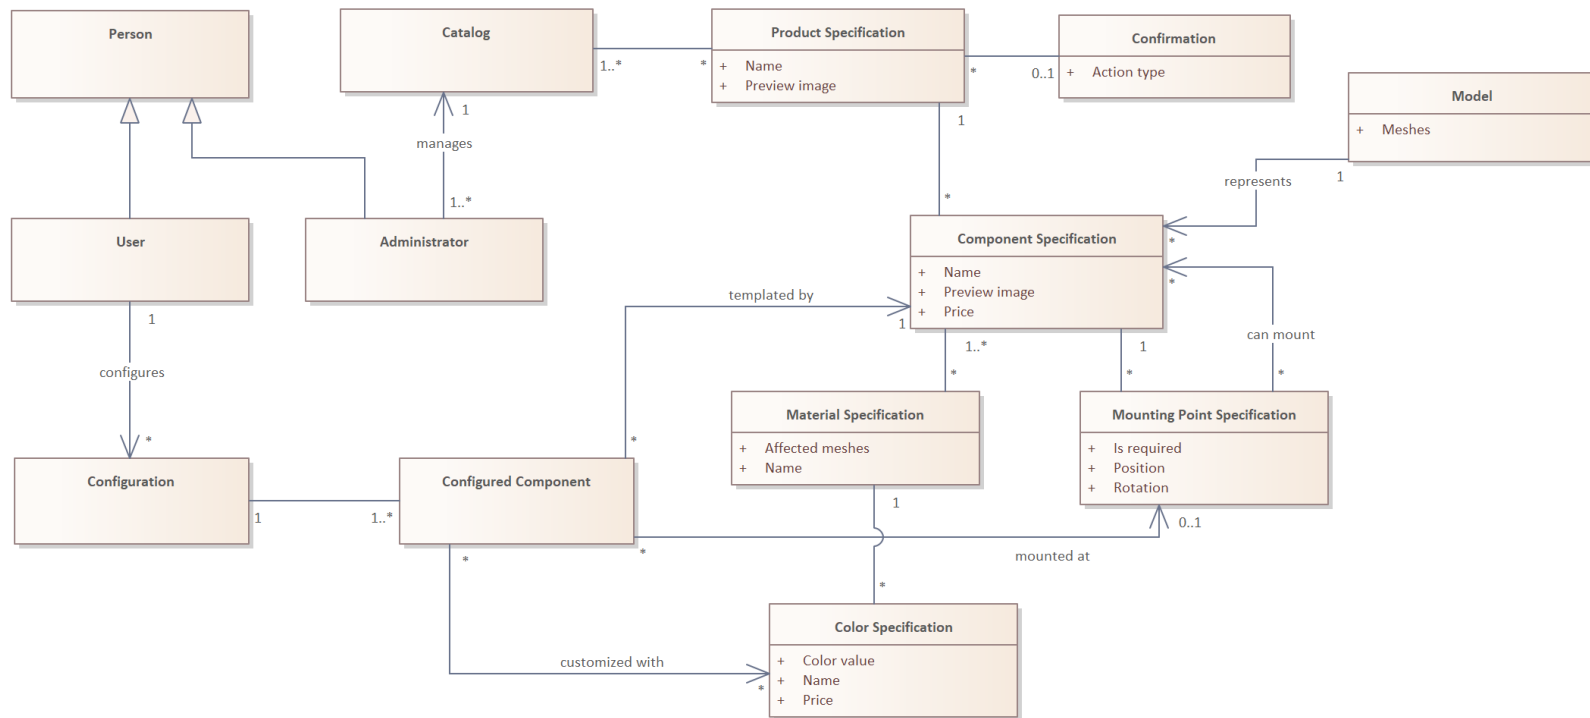 Person
Catalog
Product Specification
+ Name
+ Preview image
Confirmation
+ Action type
Model
+ Meshes
1..*
*
*
0..1
1
manages
1..*
1
*
represents
1
*
User
Administrator
Component Specification
+ Name
+ Preview image
+ Price
*
templated by
1
1
configures
*
1..*
*
1
*
can mount
*
Material Specification
+ Affected meshes
+ Name
Mounting Point Specification
+ Is required
+ Position
+ Rotation
*
Configuration
Configured Component
1
1..*
1
*
mounted at
0..1
*
*
customized with
*
Color Specification
+ Color value
+ Name
+ Price